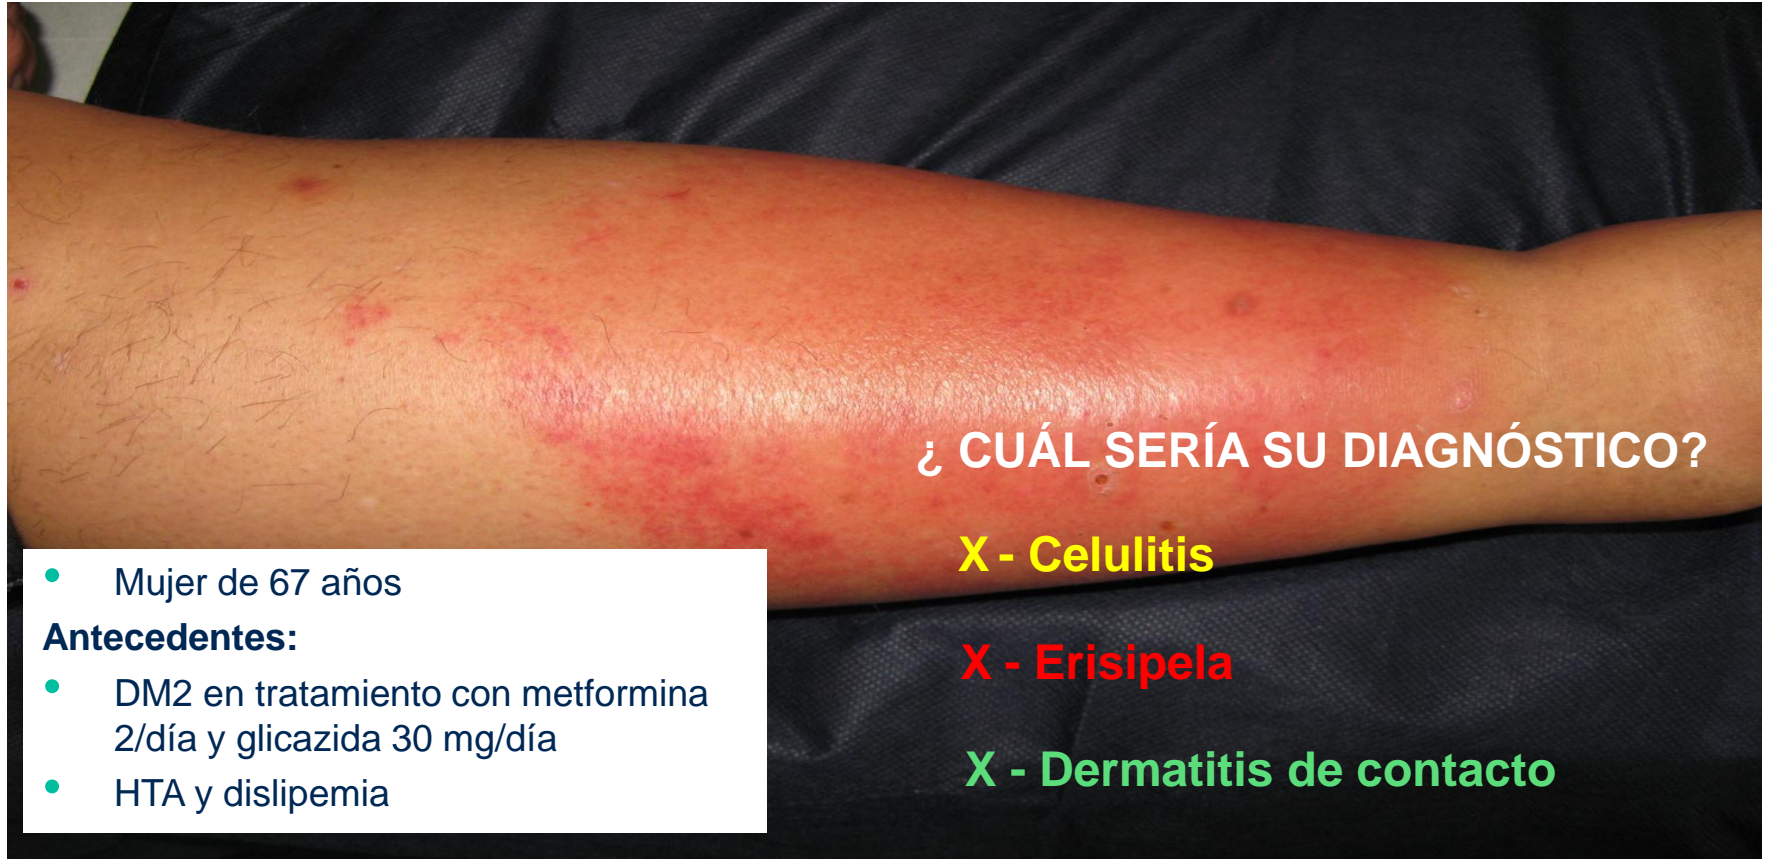 ¿ CUÁL SERÍA SU DIAGNÓSTICO?
X - Celulitis
X - Erisipela
X - Dermatitis de contacto
• Mujer de 67 años
Antecedentes:
• DM2 en tratamiento con metformina
2/día y glicazida 30 mg/día
• HTA y dislipemia